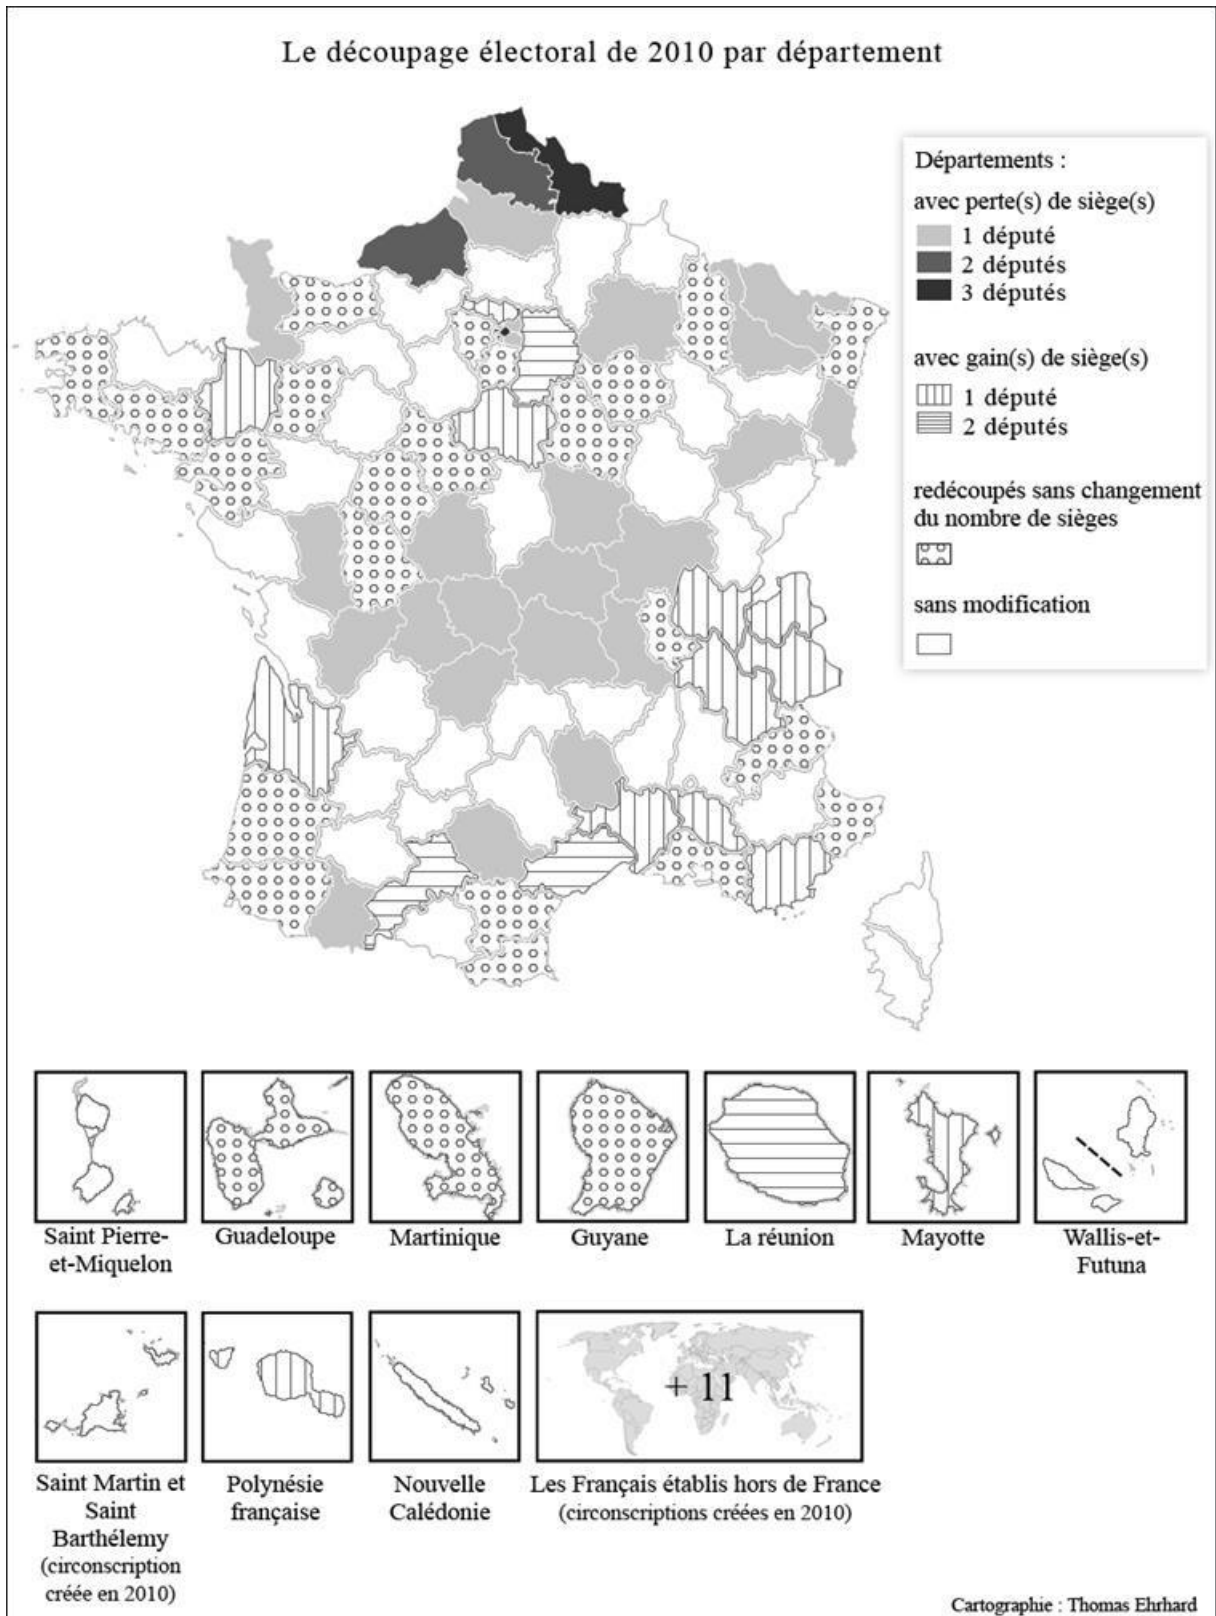 Le découpage électoral de 2010 par département
Départements :
avec perte(s) de siège(s)
1 député
2 députés
3 députés
avec gain(s) de siège(s)
1 député
2 députés
redécoupés sans changement
du nombre de sièges
sans modification
Saint Pierre-
et-Miquelon
Guadeloupe
Martinique
Guyane
La réunion
Mayotte
Wallis-et-
Futuna
+ 11
Saint Martin et
Saint
Barthélemy
(circonscription
créée en 2010)
Polynésie
française
Nouvelle
Calédonie
Les Français établis hors de France
(circonscriptions créées en 2010)
Cartographie : Thomas Ehrhard